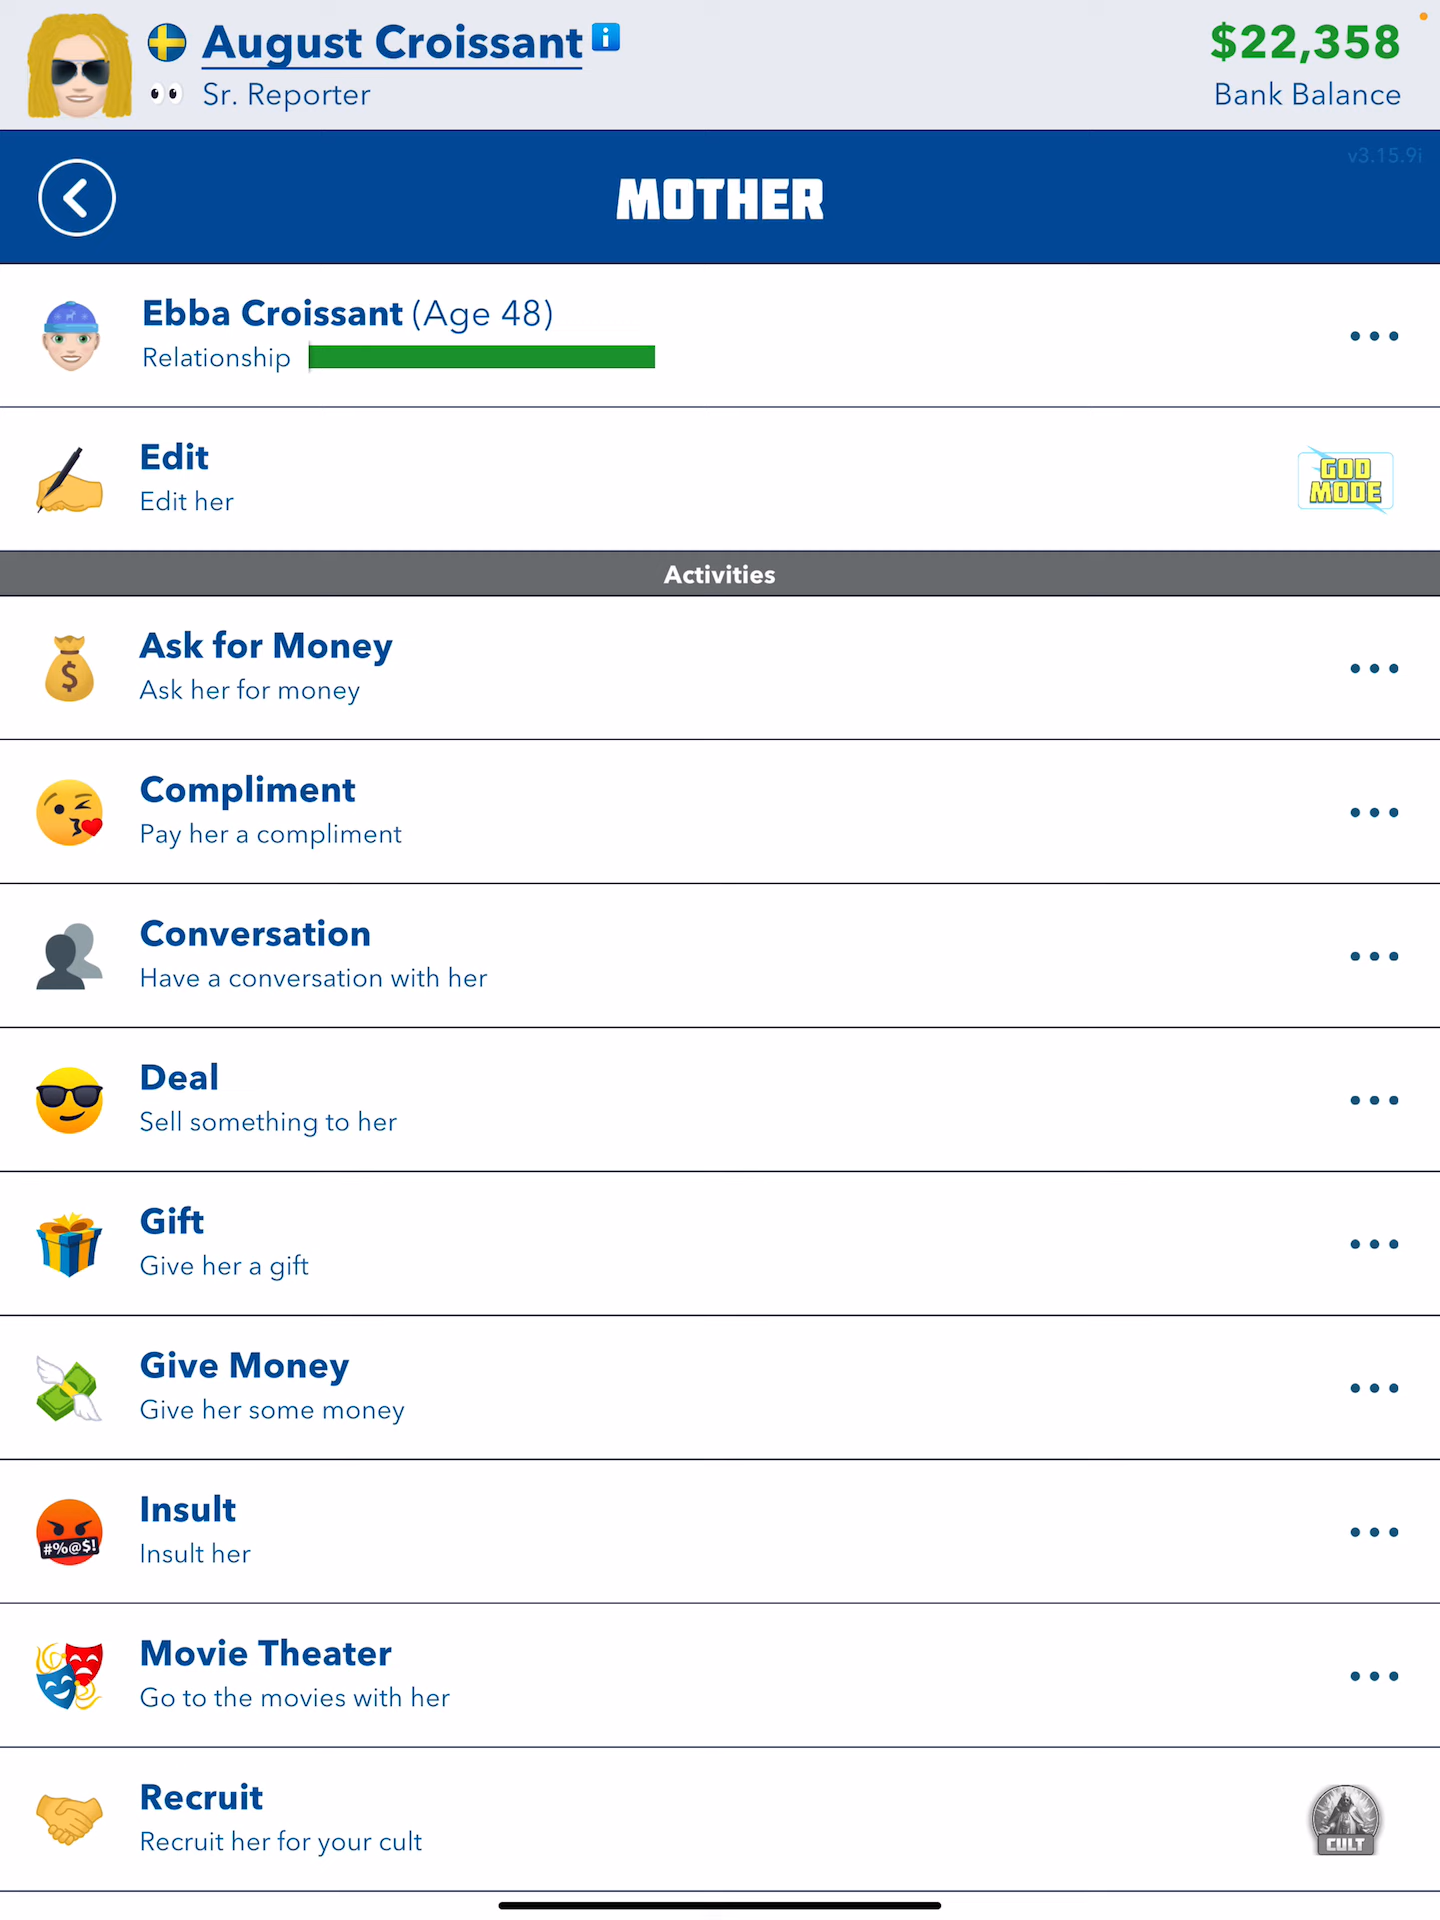 August Croissant i
$22,358
Sr. Reporter
Bank Balance
v3.15.9i
MOTHER
Ebba Croissant (Age 48)
Relationship
Edit
Edit her
GOD
MODE
Activities
Ask for Money
$
Ask her for money
Compliment
Pay her a compliment
Conversation
Have a conversation with her
Deal
Sell something to her
Gift
Give her a gift
Give Money
Give her some money
Insult
#%@$!
Insult her
Movie Theater
Go to the movies with her
Recruit
Recruit her for your cult
CULT